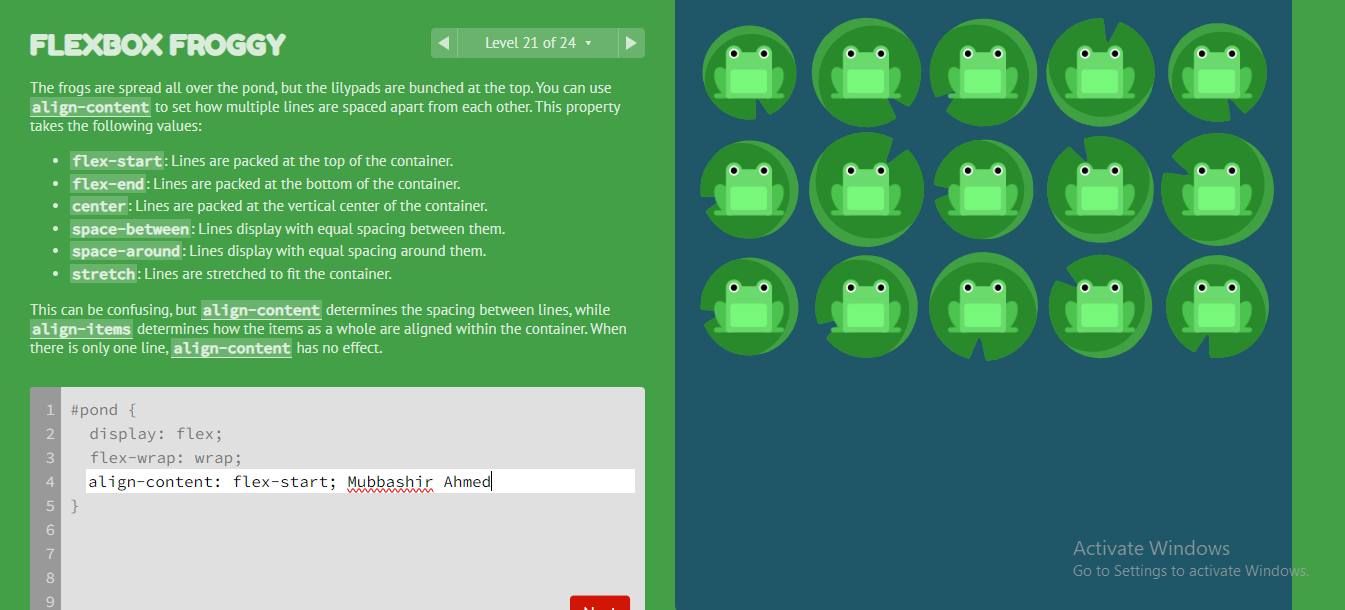 FLEXBOX FROGGY
Level 21 of 24
The frogs are spread all over the pond, but the lilypads are bunched at the top. You can use
align-content to set how multiple lines are spaced apart from each other. This property
takes the following values:
• flex-start: Lines are packed at the top of the container.
• flex-end: Lines are packed at the bottom of the container.
• center: Lines are packed at the vertical center of the container.
• space-between: Lines display with equal spacing between them.
• space-around: Lines display with equal spacing around them.
• stretch: Lines are stretched to fit the container.
This can be confusing, but align-content determines the spacing between lines, while
align-items determines how the items as a whole are aligned within the container. When
there is only one line, align-content has no effect.
1 #pond {
2 display: flex;
3 flex-wrap: wrap;
4 align-content: flex-start; Mubbashir Ahmed
5 }
6
7
8
9
Activate Windows
Go to Settings to activate Windows.